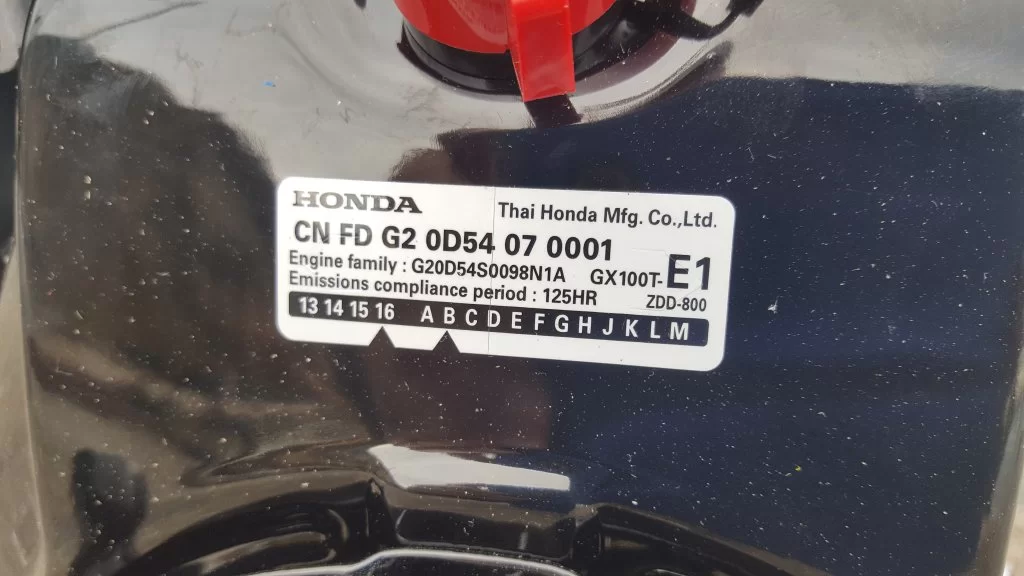 HONDA Thai Honda Mfg. Co.,Ltd.
CN FD G2 0D54 07 0001
Engine family : G20D54S0098N1A GX100T- E1
Emissions compliance period : 125HR ZDD-800
13 14 15 16 A B C D E F G H J K L M